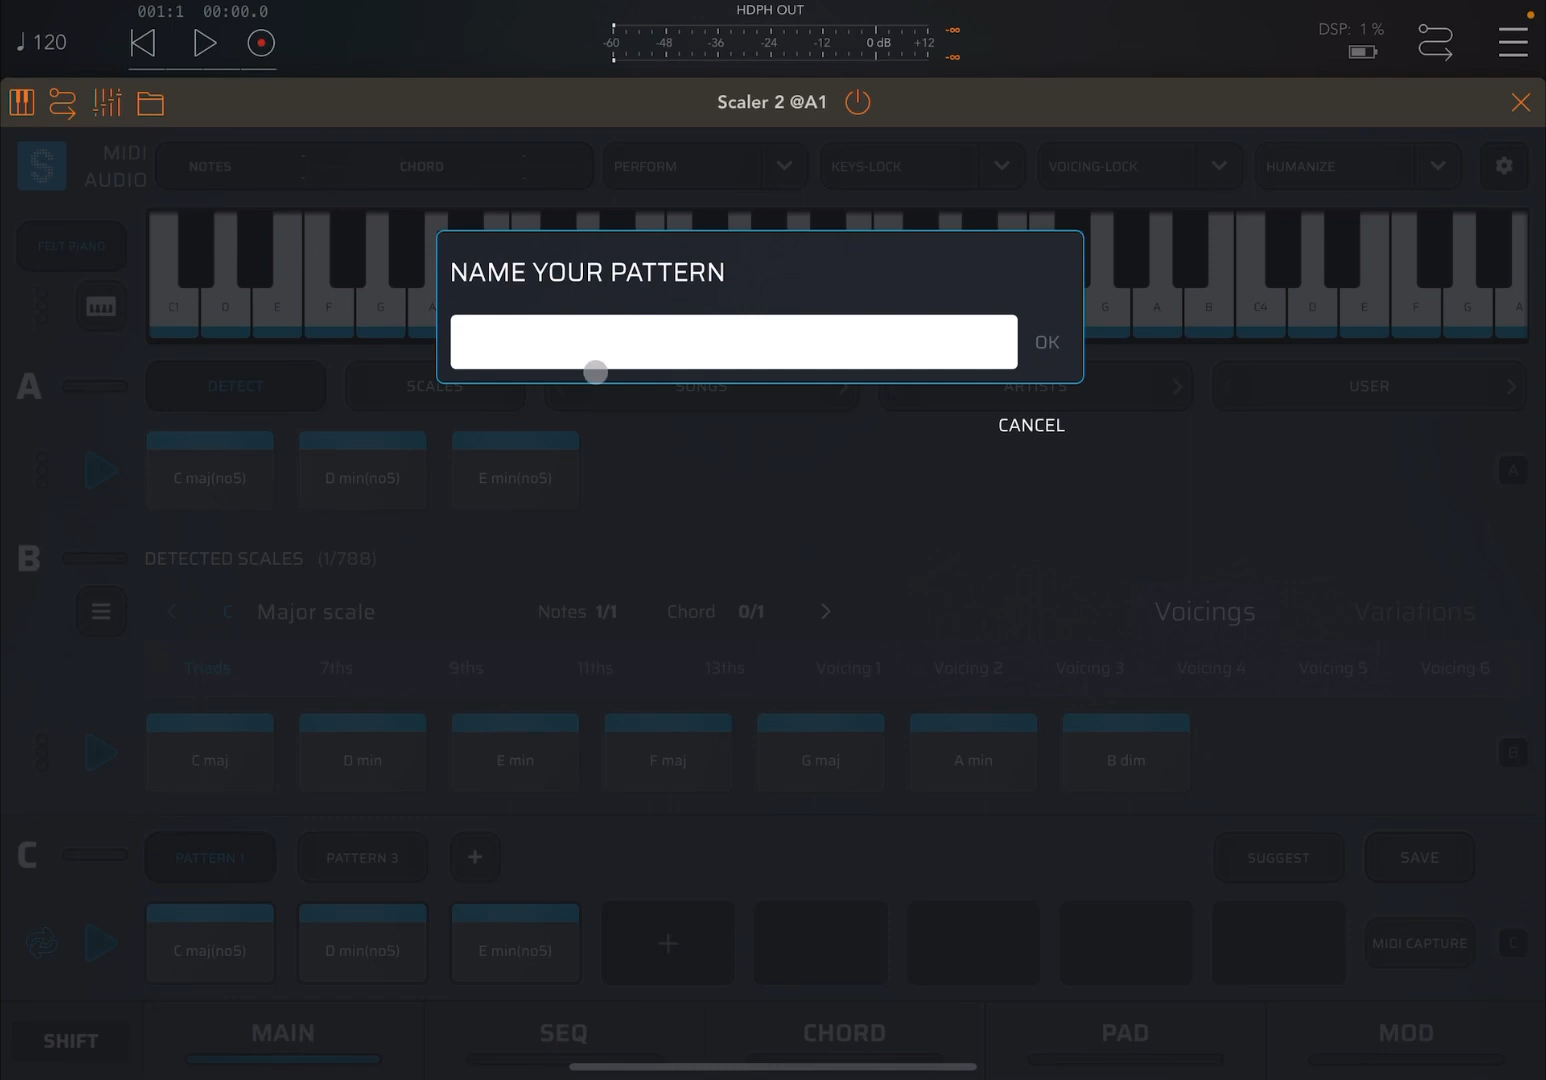 001:1 00:00.0
120
HDPH OUT
-60 -48 -36 -24 -12 0 dB +12
-∞
-∞
DSP: 1 %
Scaler 2 @A1
S
MIDI
AUDIO
NOTES - - CHORD - -
PERFORM
KEYS-LOCK
VOICING-LOCK
HUMANIZE
FELT PIANO
C1 D E F G A G A B C4 D E F G A
NAME YOUR PATTERN
OK
CANCEL
A
DETECT
SCALES
SONGS
ARTISTS
USER
C maj(no5)
D min(no5)
E min(no5)
A
B
DETECTED SCALES (1/788)
C Major scale
Notes 1/1
Chord 0/1
Voicings
Variations
Triads 7ths 9ths 11ths 13ths Voicing 1 Voicing 2 Voicing 3 Voicing 4 Voicing 5 Voicing 6
C maj
D min
E min
F maj
G maj
A min
B dim
B
C
PATTERN 1
PATTERN 3
+
SUGGEST
SAVE
C maj(no5)
D min(no5)
E min(no5)
+
MIDI CAPTURE
C
SHIFT
MAIN
SEQ
CHORD
PAD
MOD